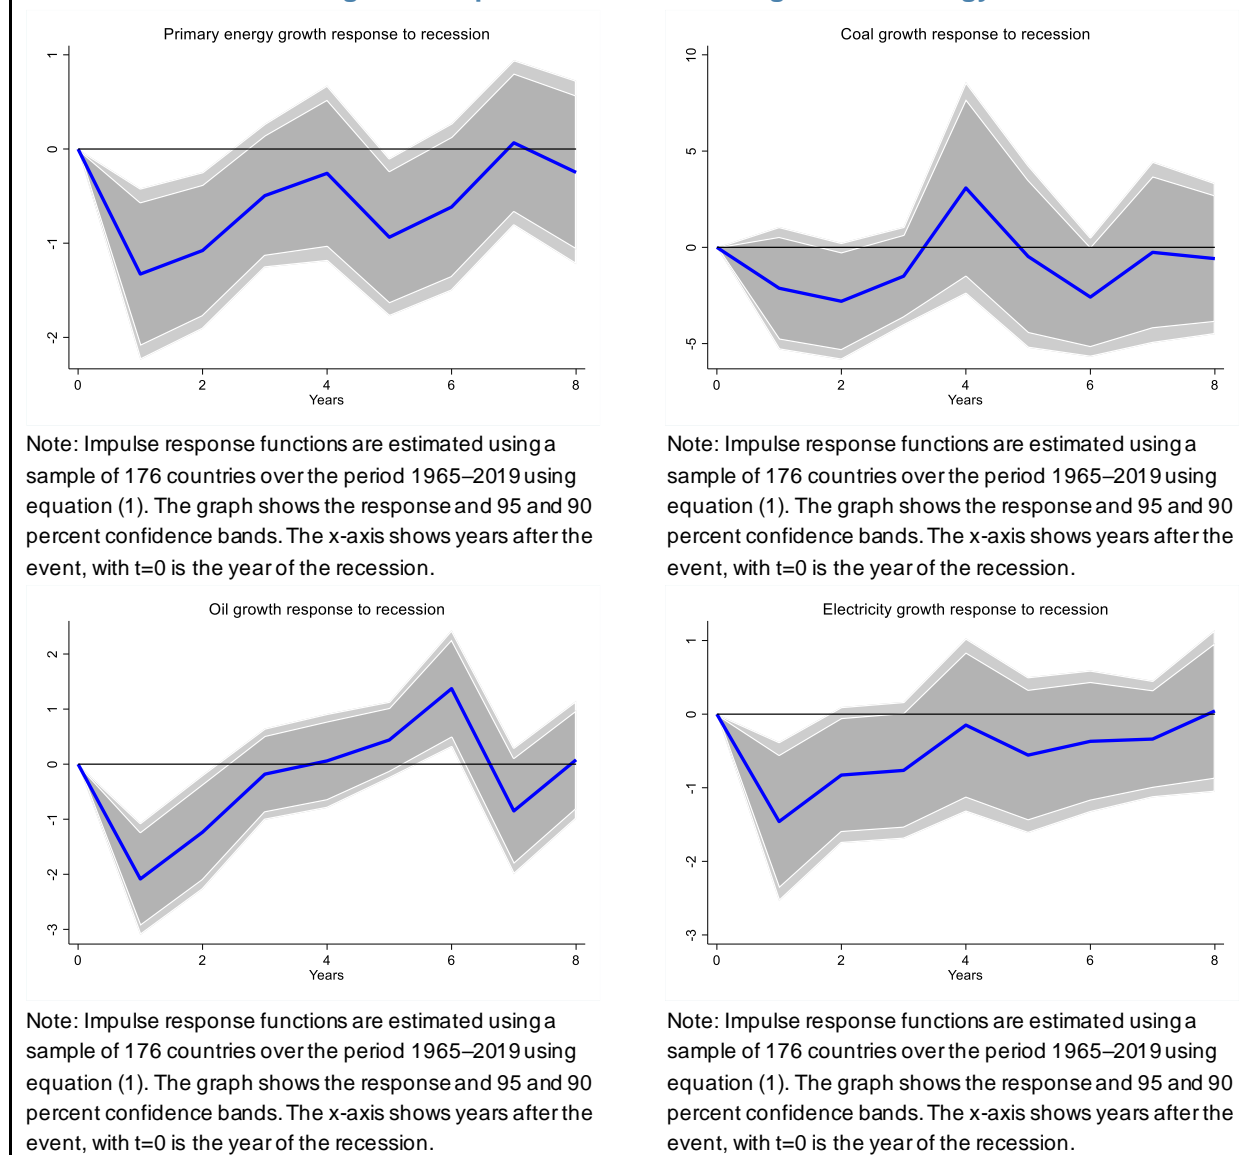 Primary energy growth response to recession
1
0
-1
-2
0 2 4 6 8
Years
Note: Impulse response functions are estimated using a
sample of 176 countries over the period 1965–2019 using
equation (1). The graph shows the response and 95 and 90
percent confidence bands. The x-axis shows years after the
event, with t=0 is the year of the recession.
Coal growth response to recession
10
5
0
-5
0 2 4 6 8
Years
Note: Impulse response functions are estimated using a
sample of 176 countries over the period 1965–2019 using
equation (1). The graph shows the response and 95 and 90
percent confidence bands. The x-axis shows years after the
event, with t=0 is the year of the recession.
Oil growth response to recession
2
1
0
-1
-2
-3
0 2 4 6 8
Years
Note: Impulse response functions are estimated using a
sample of 176 countries over the period 1965–2019 using
equation (1). The graph shows the response and 95 and 90
percent confidence bands. The x-axis shows years after the
event, with t=0 is the year of the recession.
Electricity growth response to recession
1
0
-1
-2
-3
0 2 4 6 8
Years
Note: Impulse response functions are estimated using a
sample of 176 countries over the period 1965–2019 using
equation (1). The graph shows the response and 95 and 90
percent confidence bands. The x-axis shows years after the
event, with t=0 is the year of the recession.